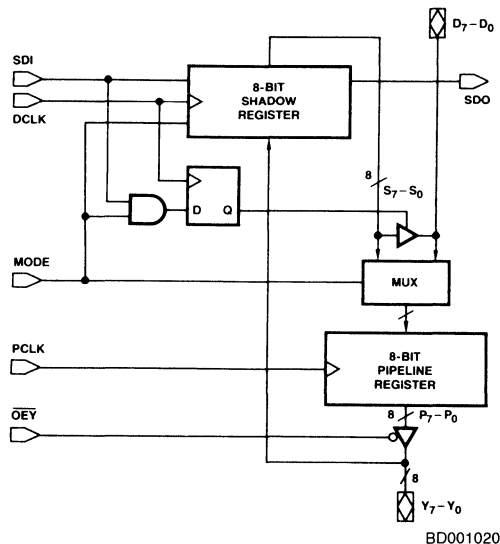 D₇–D₀
SDI
DCLK
8-BIT
SHADOW
REGISTER
SDO
8
S₇–S₀
D
Q
MODE
MUX
PCLK
8-BIT
PIPELINE
REGISTER
8
P₇–P₀
O̅E̅Y̅
8
Y₇–Y₀
BD001020